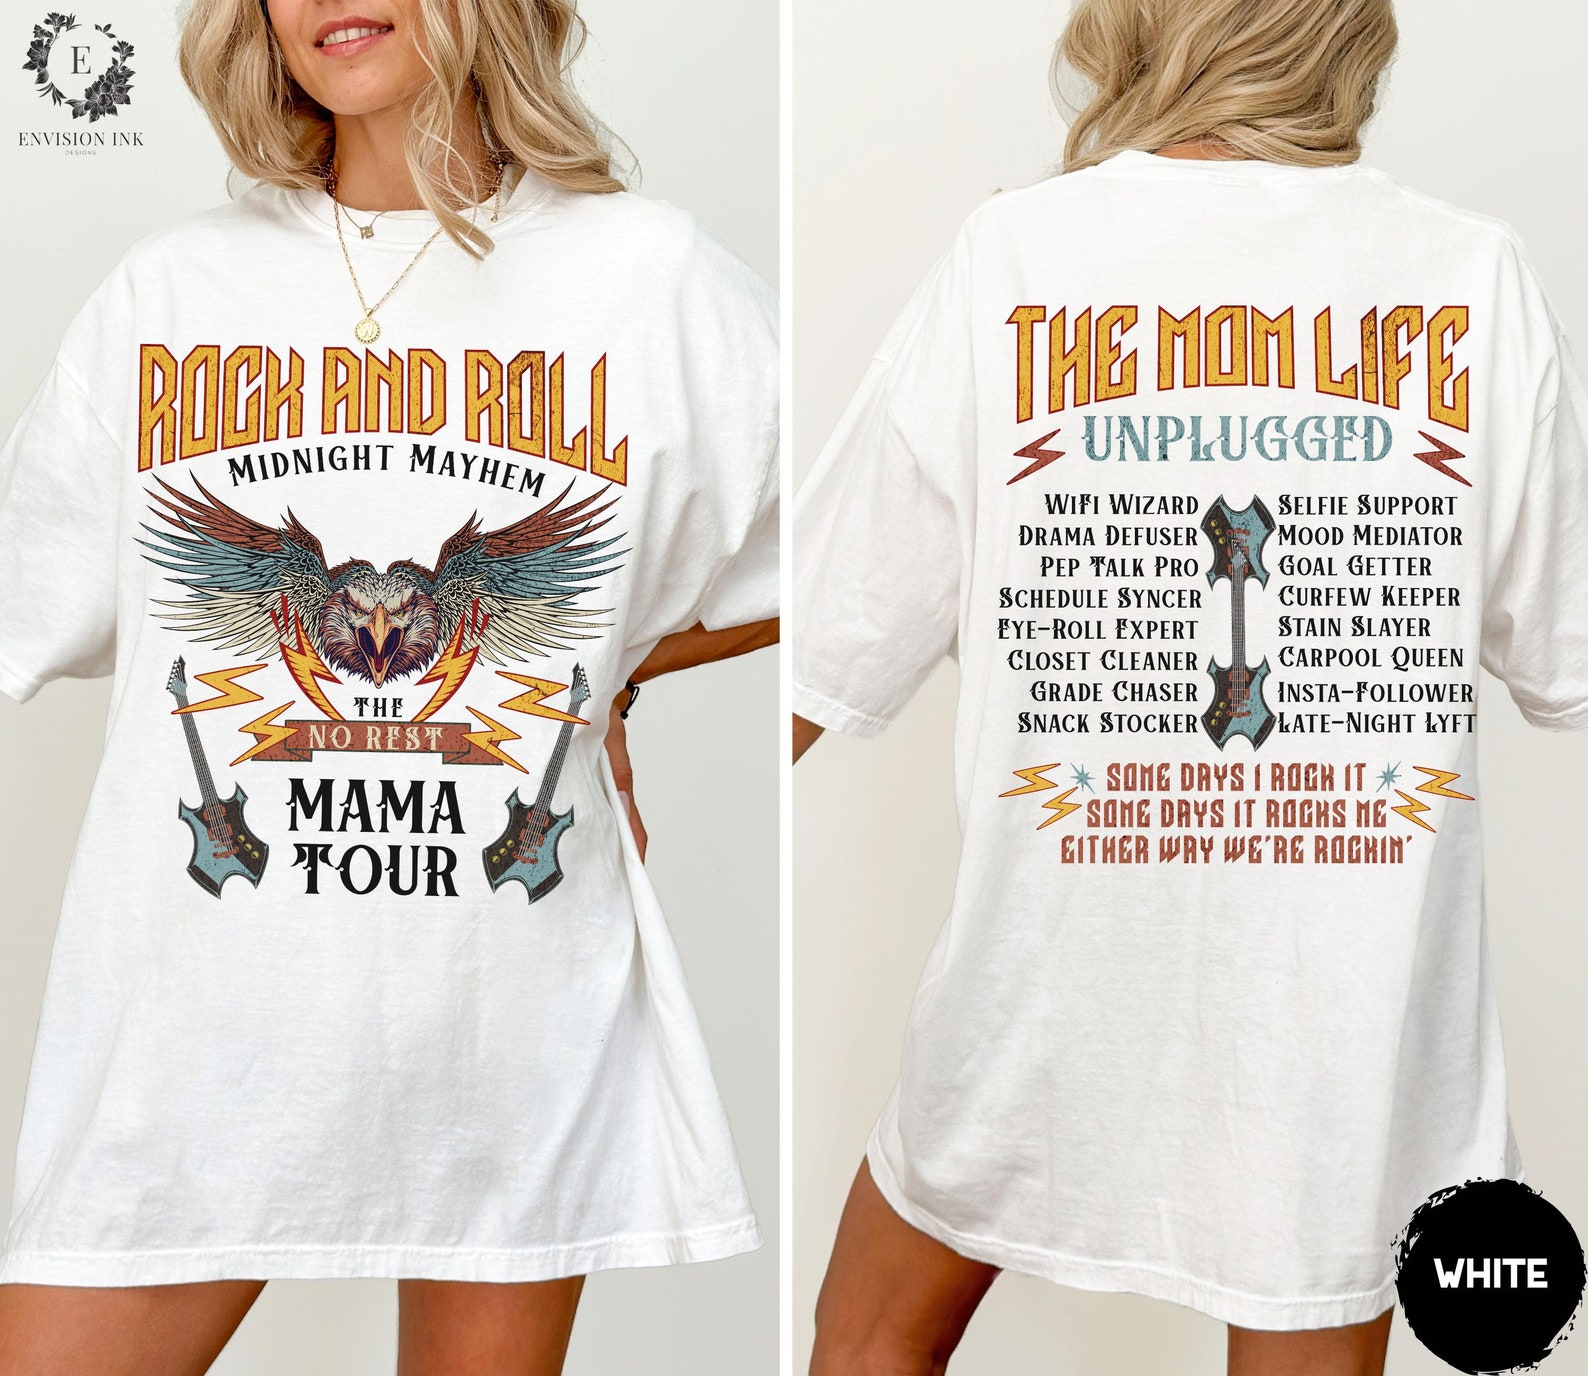 E
ENVISION INK
DESIGNS
ROCK AND ROLL
MIDNIGHT MAYHEM
THE
NO REST
MAMA
TOUR
THE MOM LIFE
UNPLUGGED
WIFI WIZARD
DRAMA DEFUSER
PEP TALK PRO
SCHEDULE SYNCER
EYE-ROLL EXPERT
CLOSET CLEANER
GRADE CHASER
SNACK STOCKER
SELFIE SUPPORT
MOOD MEDIATOR
GOAL GETTER
CURFEW KEEPER
STAIN SLAYER
CARPOOL QUEEN
INSTA-FOLLOWER
LATE-NIGHT LYFT
SOME DAYS I ROCK IT
SOME DAYS IT ROCKS ME
EITHER WAY WE'RE ROCKIN'
WHITE